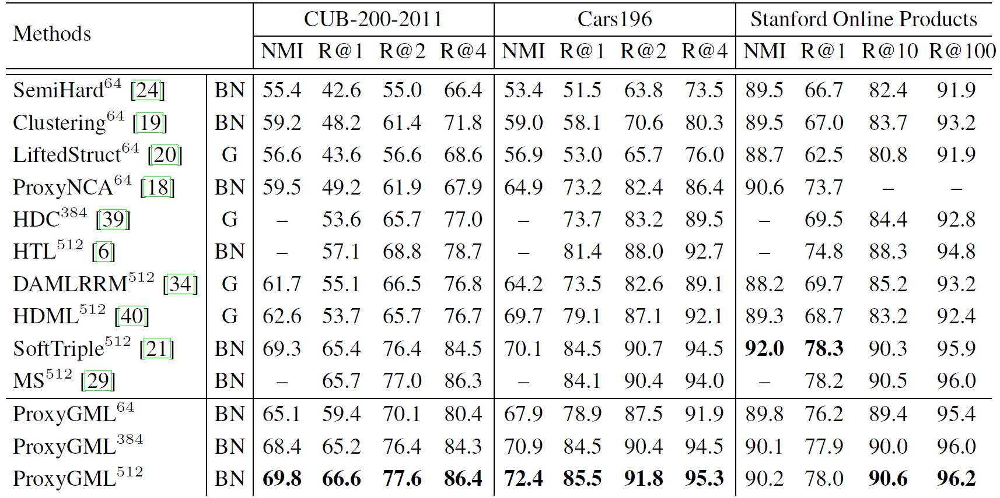 Methods CUB-200-2011 Cars196 Stanford Online Products
NMI R@1 R@2 R@4 NMI R@1 R@2 R@4 NMI R@1 R@10 R@100
SemiHard^64 [24] BN 55.4 42.6 55.0 66.4 53.4 51.5 63.8 73.5 89.5 66.7 82.4 91.9
Clustering^64 [19] BN 59.2 48.2 61.4 71.8 59.0 58.1 70.6 80.3 89.5 67.0 83.7 93.2
LiftedStruct^64 [20] G 56.6 43.6 56.6 68.6 56.9 53.0 65.7 76.0 88.7 62.5 80.8 91.9
ProxyNCA^64 [18] BN 59.5 49.2 61.9 67.9 64.9 73.2 82.4 86.4 90.6 73.7 – –
HDC^384 [39] G – 53.6 65.7 77.0 – 73.7 83.2 89.5 – 69.5 84.4 92.8
HTL^512 [6] BN – 57.1 68.8 78.7 – 81.4 88.0 92.7 – 74.8 88.3 94.8
DAMLRRM^512 [34] G 61.7 55.1 66.5 76.8 64.2 73.5 82.6 89.1 88.2 69.7 85.2 93.2
HDML^512 [40] G 62.6 53.7 65.7 76.7 69.7 79.1 87.1 92.1 89.3 68.7 83.2 92.4
SoftTriple^512 [21] BN 69.3 65.4 76.4 84.5 70.1 84.5 90.7 94.5 92.0 78.3 90.3 95.9
MS^512 [29] BN – 65.7 77.0 86.3 – 84.1 90.4 94.0 – 78.2 90.5 96.0
ProxyGML^64 BN 65.1 59.4 70.1 80.4 67.9 78.9 87.5 91.9 89.8 76.2 89.4 95.4
ProxyGML^384 BN 68.4 65.2 76.4 84.3 70.9 84.5 90.4 94.5 90.1 77.9 90.0 96.0
ProxyGML^512 BN 69.8 66.6 77.6 86.4 72.4 85.5 91.8 95.3 90.2 78.0 90.6 96.2